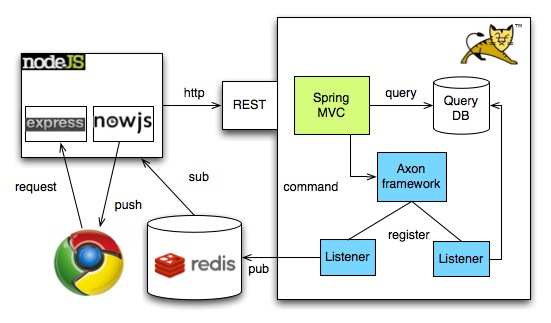 nodeJS
TM
express
nowjs
http
REST
Spring
MVC
query
Query
DB
request
push
sub
command
Axon
framework
redis
pub
Listener
register
Listener